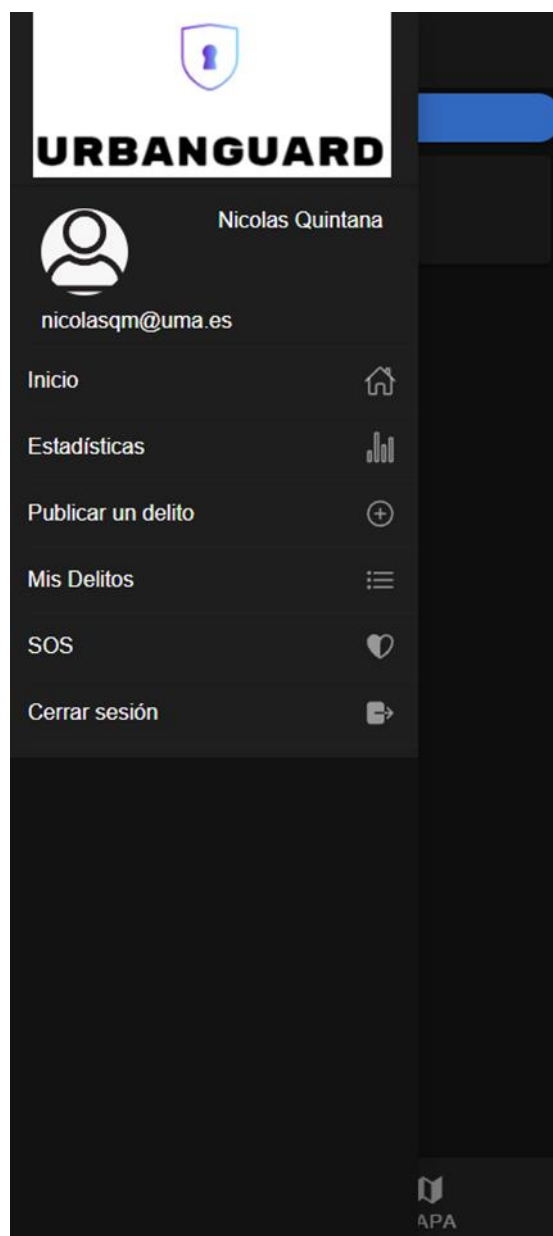 URBANGUARD
Nicolas Quintana
nicolasqm@uma.es
Inicio
Estadísticas
Publicar un delito
Mis Delitos
SOS
Cerrar sesión
APA